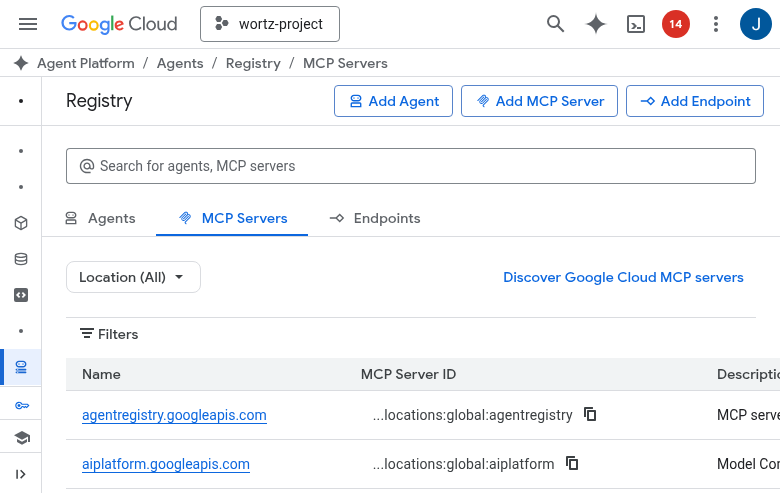 Google Cloud
wortz-project
14
J
Agent Platform / Agents / Registry / MCP Servers
Registry
Add Agent
Add MCP Server
Add Endpoint
Search for agents, MCP servers
Agents
MCP Servers
Endpoints
Location (All)
Discover Google Cloud MCP servers
Filters
Name MCP Server ID Descriptio
agentregistry.googleapis.com ...locations:global:agentregistry MCP serve
aiplatform.googleapis.com ...locations:global:aiplatform Model Con